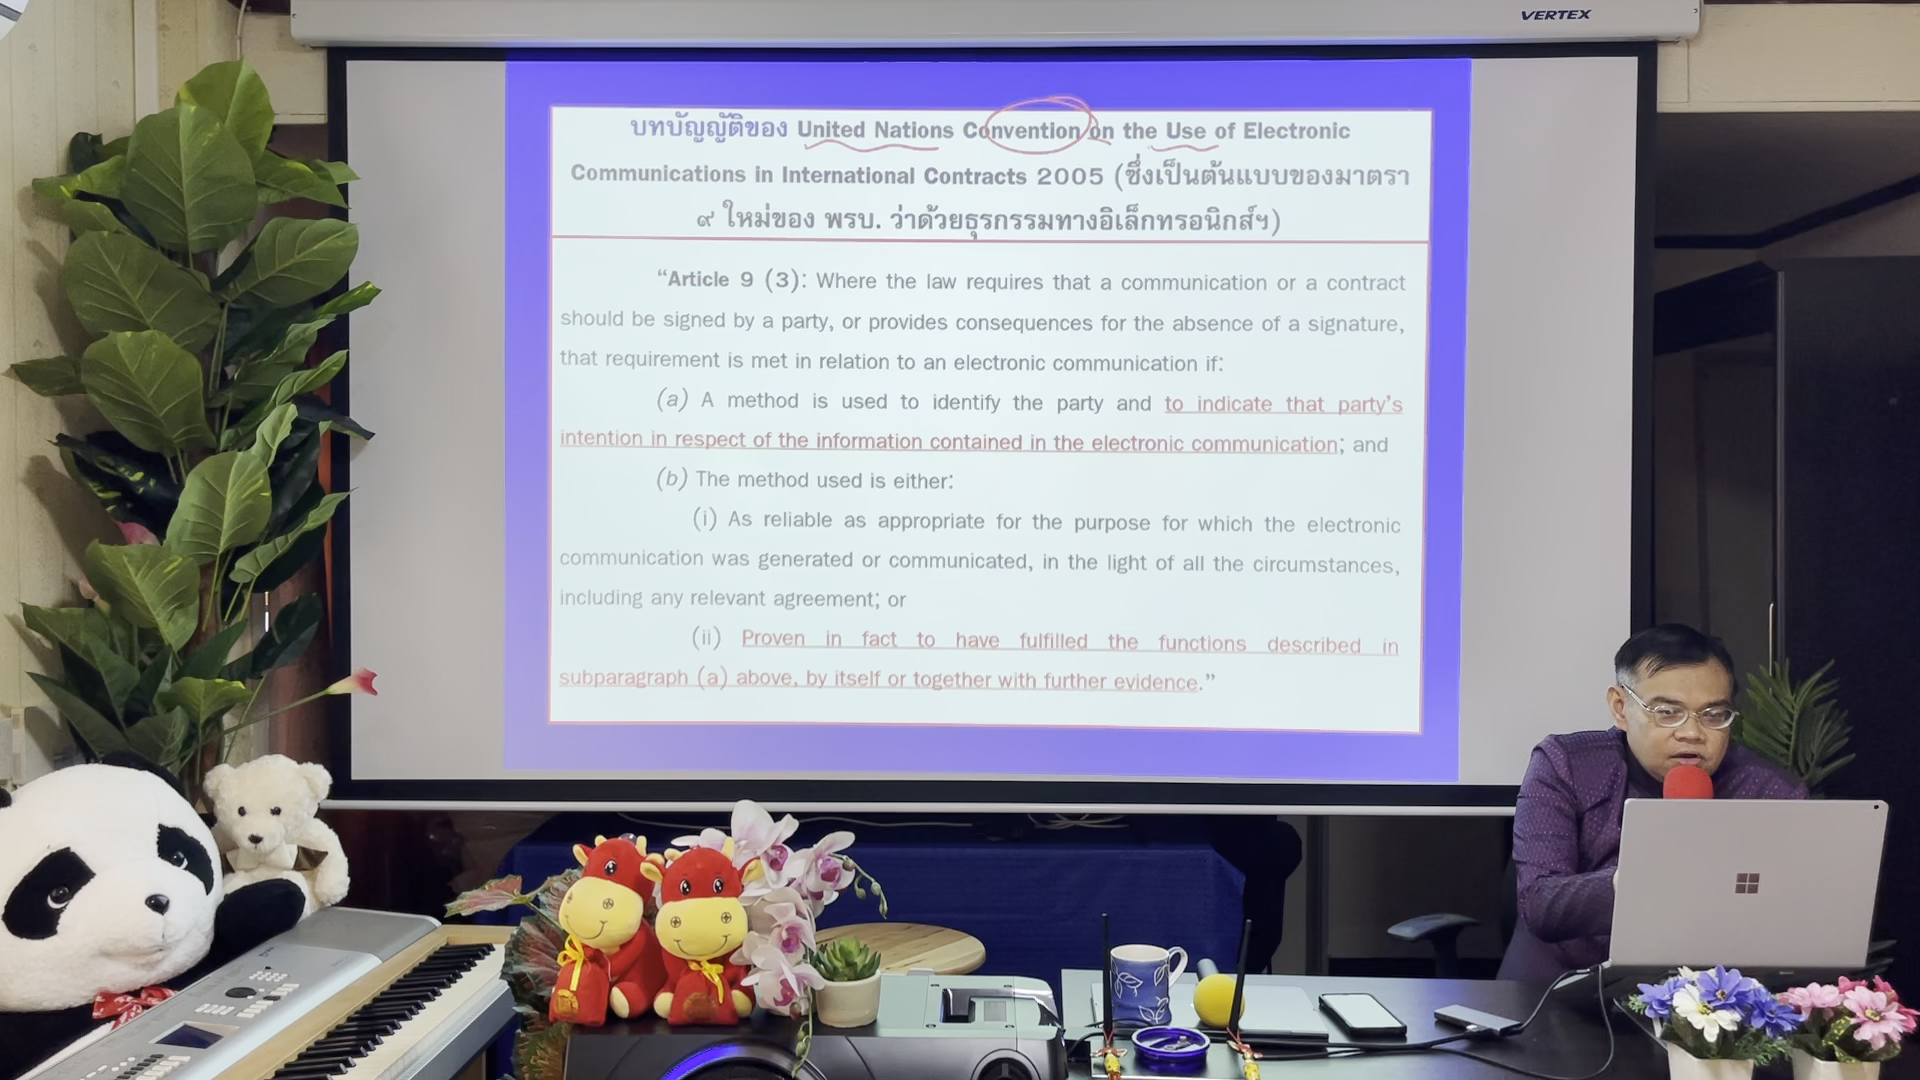 VERTEX
บทบัญญัติของ United Nations Convention on the Use of Electronic
Communications in International Contracts 2005 (ซึ่งเป็นต้นแบบของมาตรา
๙ ใหม่ของ พรบ. ว่าด้วยธุรกรรมทางอิเล็กทรอนิกส์ฯ)
“Article 9 (3): Where the law requires that a communication or a contract
should be signed by a party, or provides consequences for the absence of a signature,
that requirement is met in relation to an electronic communication if:
(a) A method is used to identify the party and to indicate that party’s
intention in respect of the information contained in the electronic communication; and
(b) The method used is either:
(i) As reliable as appropriate for the purpose for which the electronic
communication was generated or communicated, in the light of all the circumstances,
including any relevant agreement; or
(ii) Proven in fact to have fulfilled the functions described in
subparagraph (a) above, by itself or together with further evidence.”